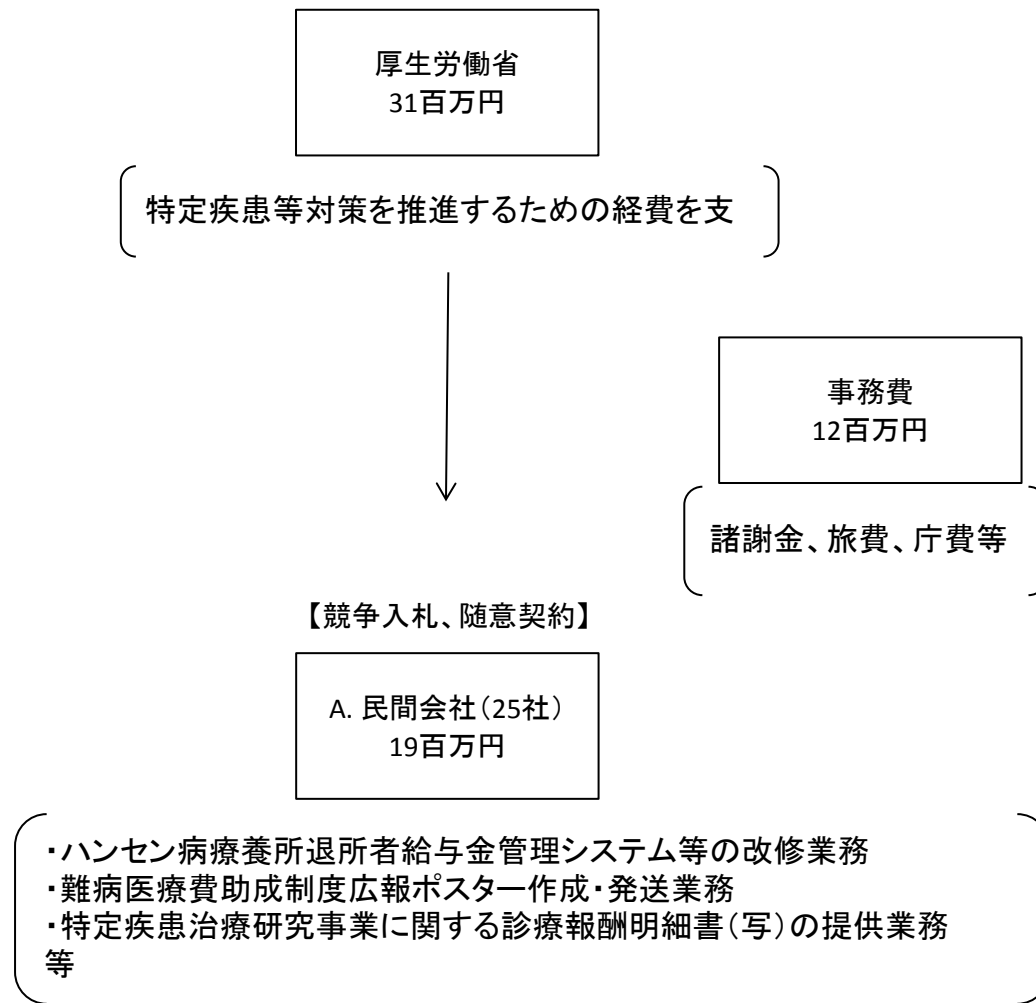 厚生労働省
31百万円
特定疾患等対策を推進するための経費を支
事務費
12百万円
諸謝金、旅費、庁費等
【競争入札、随意契約】
A. 民間会社（25社）
19百万円
・ハンセン病療養所退所者給与金管理システム等の改修業務
・難病医療費助成制度広報ポスター作成・発送業務
・特定疾患治療研究事業に関する診療報酬明細書（写）の提供業務
等